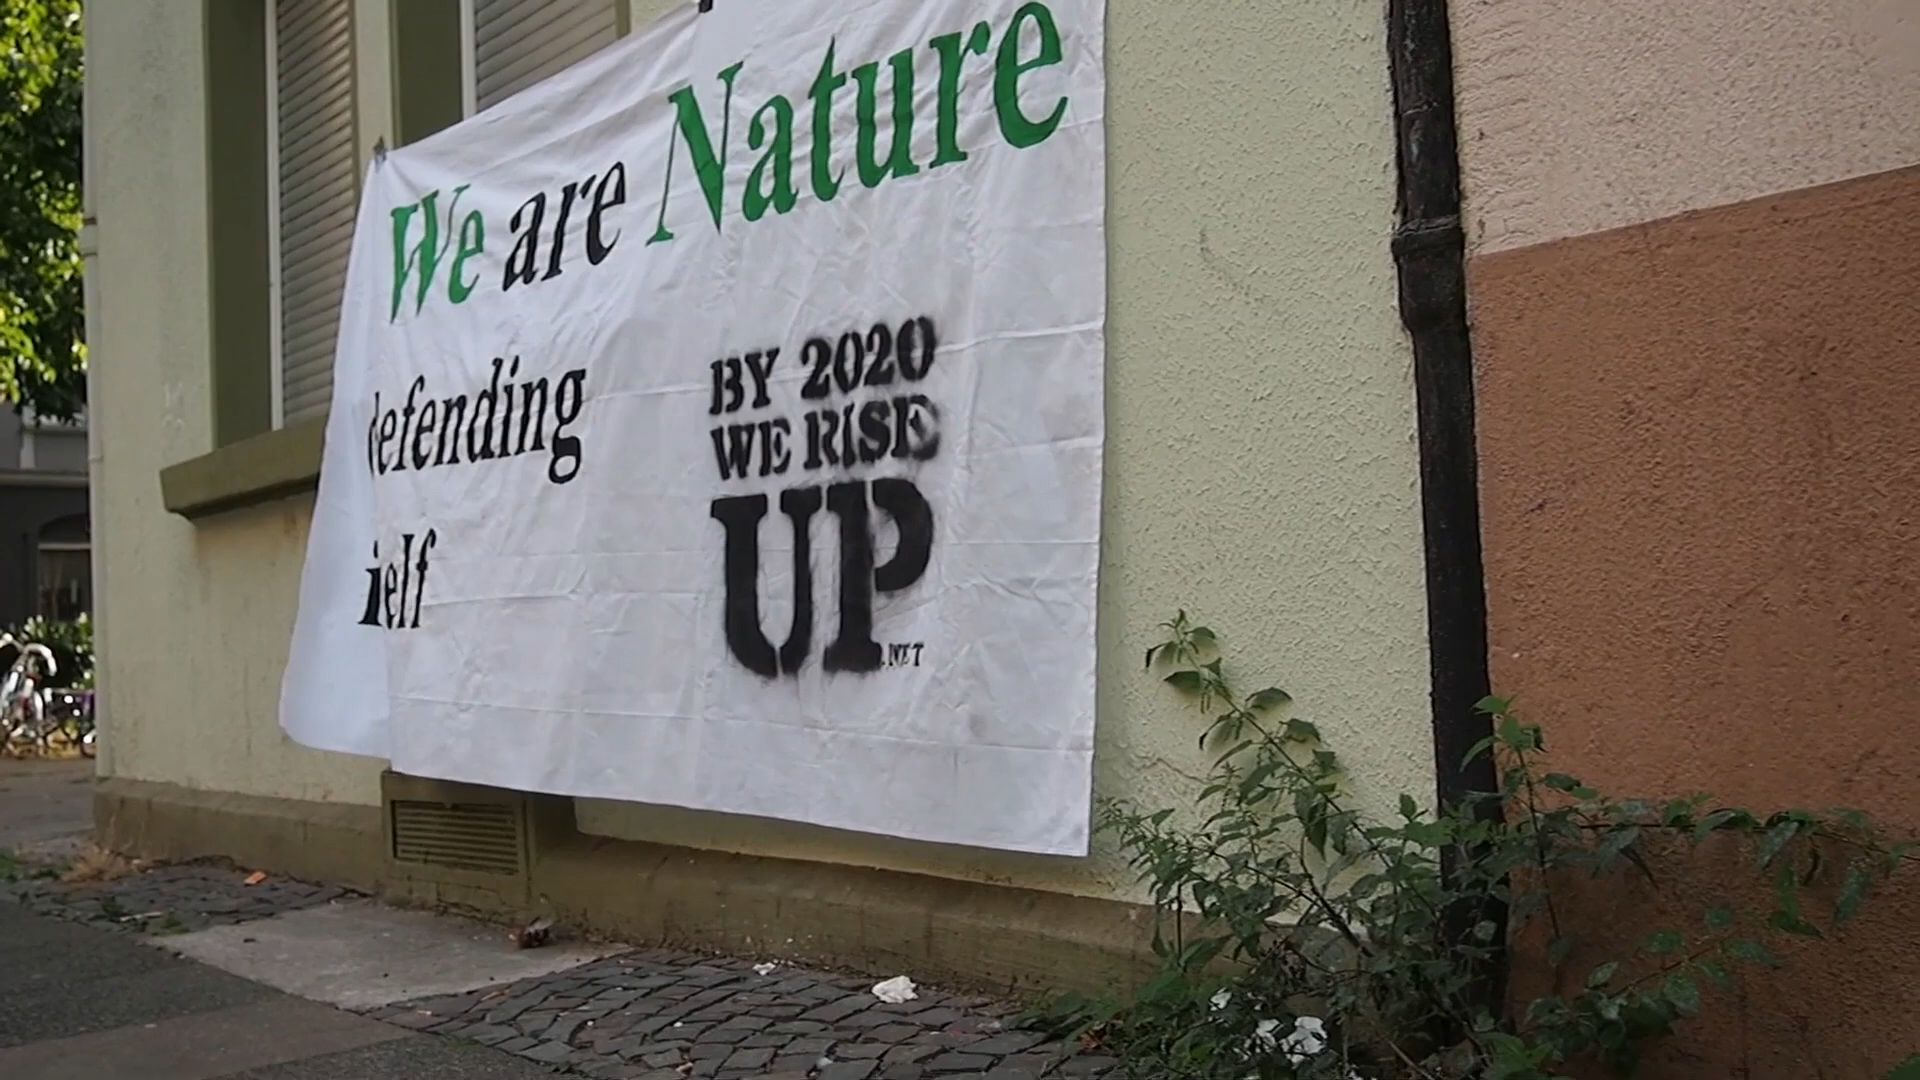 We are Nature
defending
BY 2020
WE RISE
UP
.NET